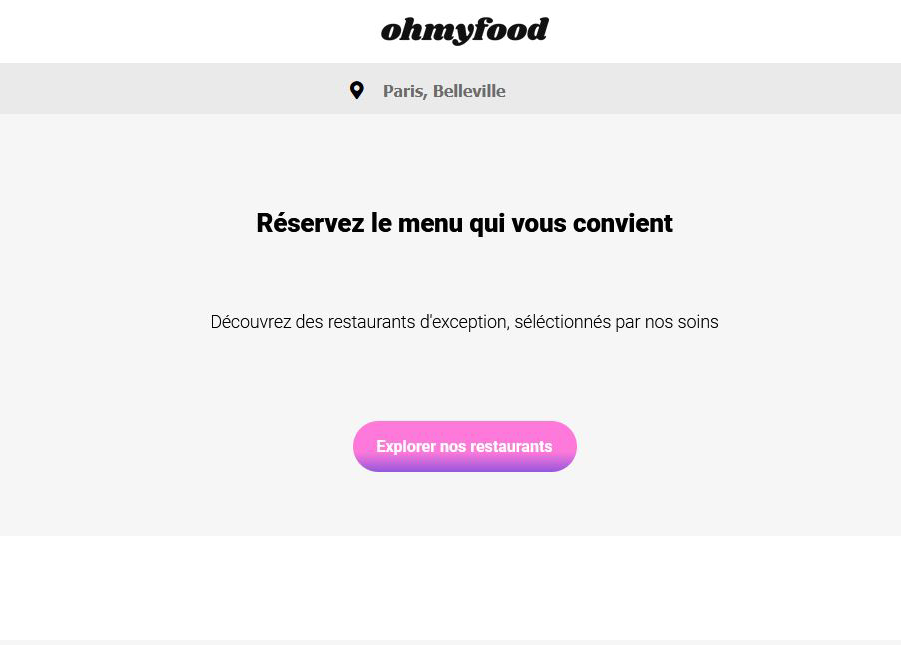 ohmyfood
Paris, Belleville
Réservez le menu qui vous convient
Découvrez des restaurants d'exception, séléctionnés par nos soins
Explorer nos restaurants